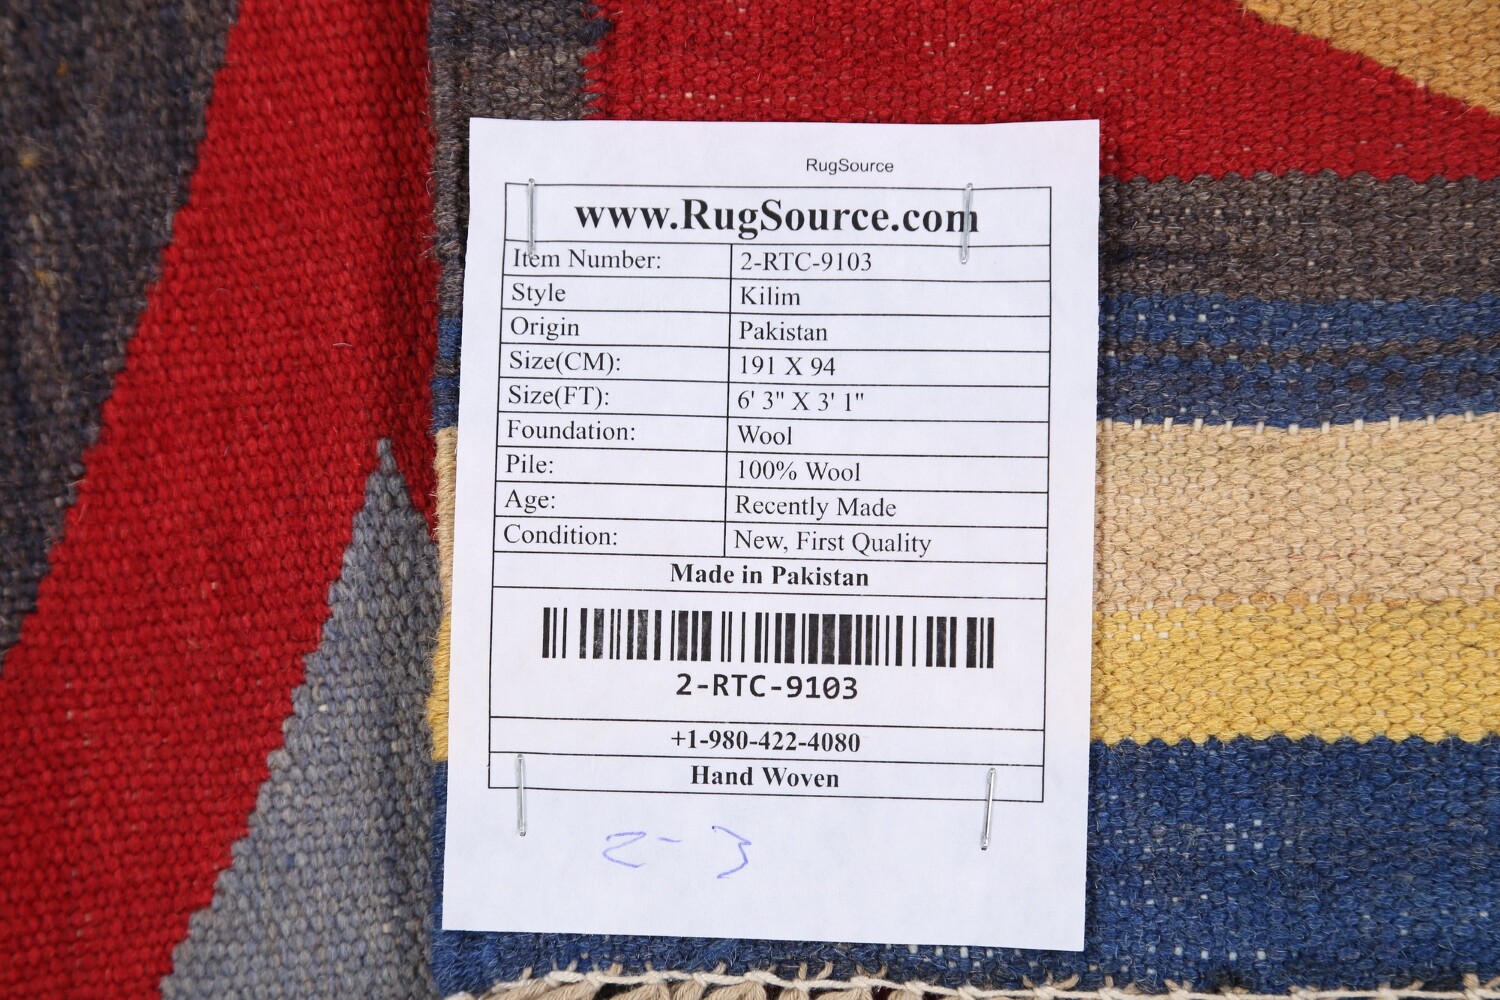 RugSource
www.RugSource.com
Item Number: 2-RTC-9103
Style Kilim
Origin Pakistan
Size(CM): 191 X 94
Size(FT): 6' 3" X 3' 1"
Foundation: Wool
Pile: 100% Wool
Age: Recently Made
Condition: New, First Quality
Made in Pakistan
2-RTC-9103
+1-980-422-4080
Hand Woven
2-3